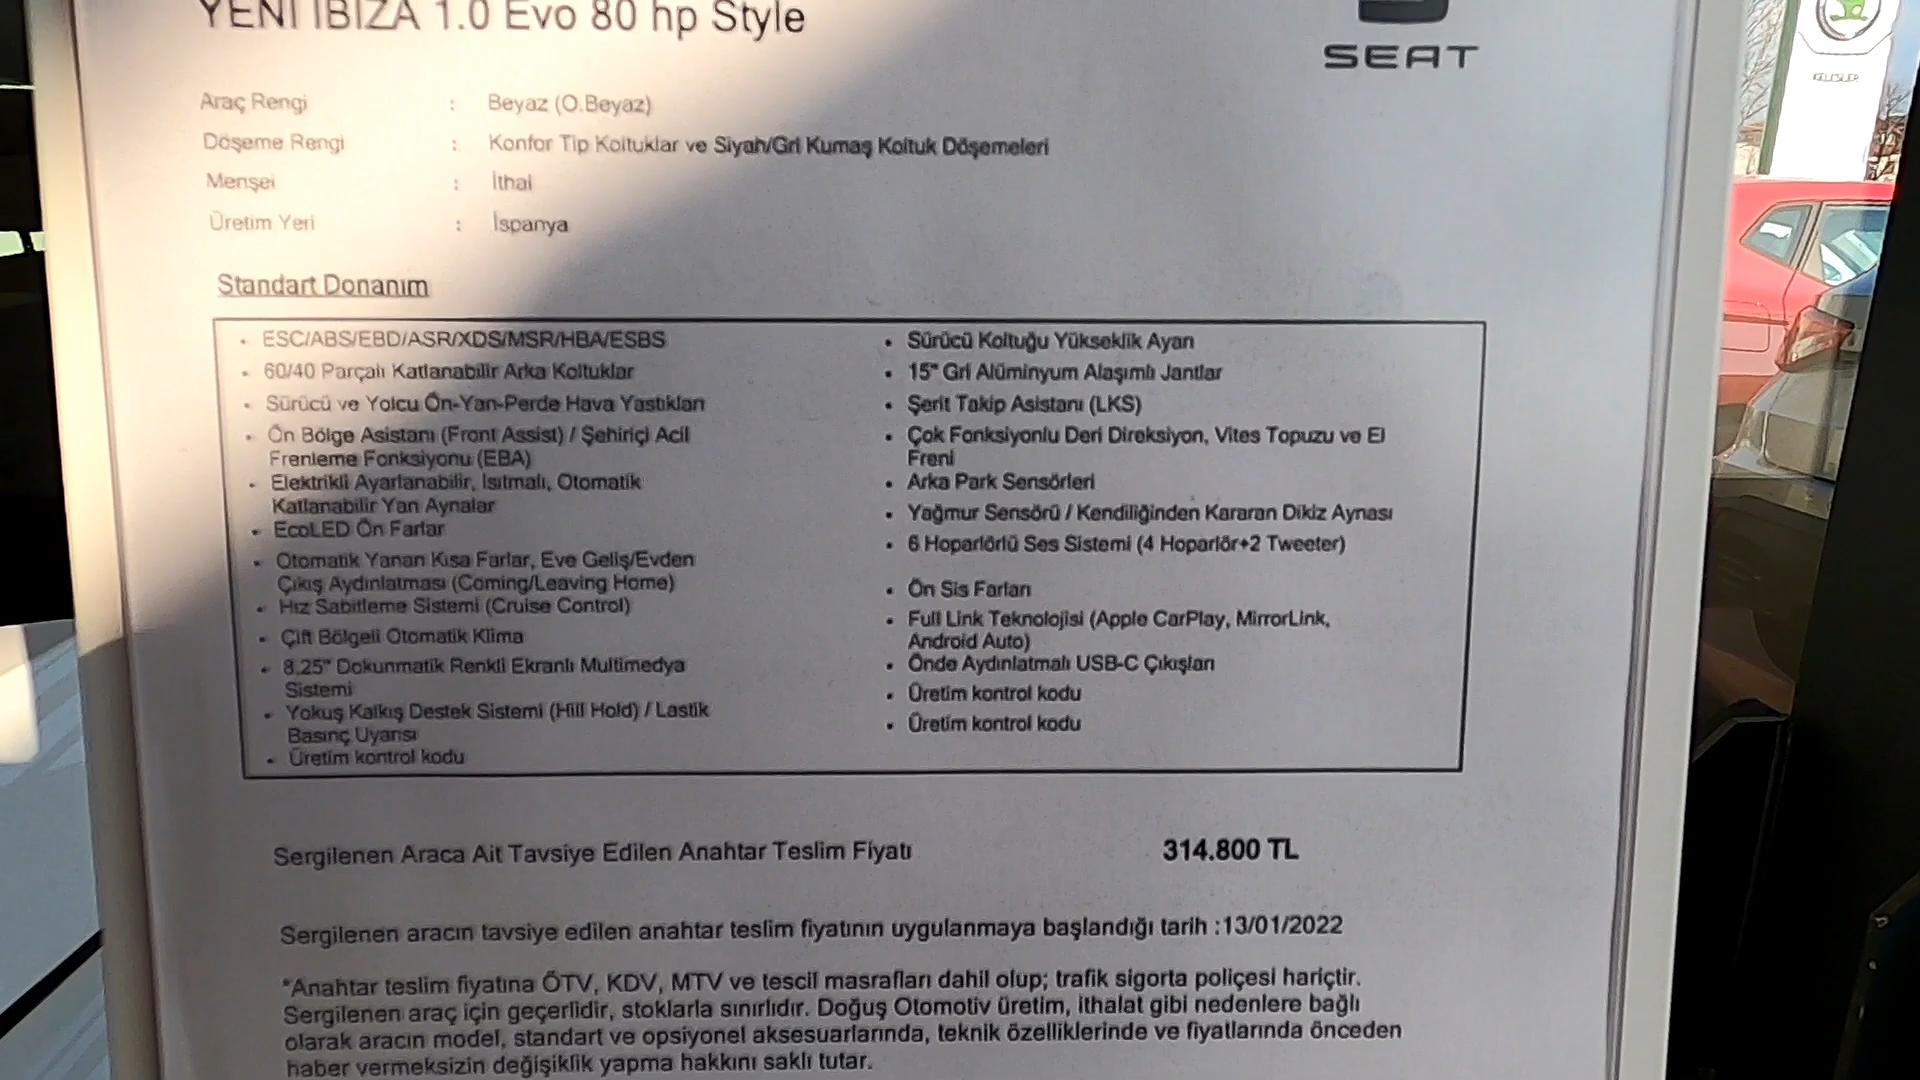 YENİ IBIZA 1.0 Evo 80 hp Style
SEAT
Araç Rengi : Beyaz (O.Beyaz)
Döşeme Rengi : Konfor Tip Koltuklar ve Siyah/Gri Kumaş Koltuk Döşemeleri
Menşei : İthal
Üretim Yeri : İspanya
Standart Donanım
• ESC/ABS/EBD/ASR/XDS/MSR/HBA/ESBS
• 60/40 Parçalı Katlanabilir Arka Koltuklar
• Sürücü ve Yolcu Ön-Yan-Perde Hava Yastıkları
• Ön Bölge Asistanı (Front Assist) / Şehiriçi Acil
Frenleme Fonksiyonu (EBA)
• Elektrikli Ayarlanabilir, Isıtmalı, Otomatik
Katlanabilir Yan Aynalar
• EcoLED Ön Farlar
• Otomatik Yanan Kısa Farlar, Eve Geliş/Evden
Çıkış Aydınlatması (Coming/Leaving Home)
• Hız Sabitleme Sistemi (Cruise Control)
• Çift Bölgeli Otomatik Klima
• 8,25" Dokunmatik Renkli Ekranlı Multimedya
Sistemi
• Yokuş Kalkış Destek Sistemi (Hill Hold) / Lastik
Basınç Uyarısı
• Üretim kontrol kodu
• Sürücü Koltuğu Yükseklik Ayarı
• 15" Gri Alüminyum Alaşımlı Jantlar
• Şerit Takip Asistanı (LKS)
• Çok Fonksiyonlu Deri Direksiyon, Vites Topuzu ve El
Freni
• Arka Park Sensörleri
• Yağmur Sensörü / Kendiliğinden Kararan Dikiz Aynası
• 6 Hoparlörlü Ses Sistemi (4 Hoparlör+2 Tweeter)
• Ön Sis Farları
• Full Link Teknolojisi (Apple CarPlay, MirrorLink,
Android Auto)
• Önde Aydınlatmalı USB-C Çıkışları
• Üretim kontrol kodu
• Üretim kontrol kodu
Sergilenen Araca Ait Tavsiye Edilen Anahtar Teslim Fiyatı 314.800 TL
Sergilenen aracın tavsiye edilen anahtar teslim fiyatının uygulanmaya başlandığı tarih :13/01/2022
*Anahtar teslim fiyatına ÖTV, KDV, MTV ve tescil masrafları dahil olup; trafik sigorta poliçesi hariçtir.
Sergilenen araç için geçerlidir, stoklarla sınırlıdır. Doğuş Otomotiv üretim, ithalat gibi nedenlere bağlı
olarak aracın model, standart ve opsiyonel aksesuarlarında, teknik özelliklerinde ve fiyatlarında önceden
haber vermeksizin değişiklik yapma hakkını saklı tutar.